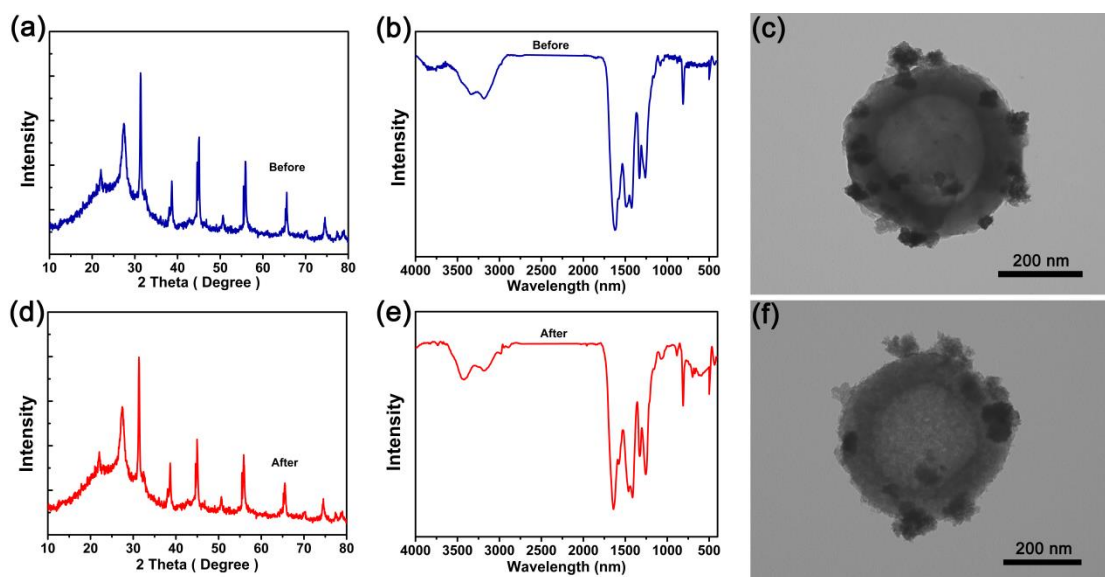 (a)
Intensity
Before
10 20 30 40 50 60 70 80
2 Theta ( Degree )
(b)
Intensity
Before
4000 3500 3000 2500 2000 1500 1000 500
Wavelength (nm)
(c)
200 nm
(d)
Intensity
After
10 20 30 40 50 60 70 80
2 Theta ( Degree )
(e)
Intensity
After
4000 3500 3000 2500 2000 1500 1000 500
Wavelength (nm)
(f)
200 nm